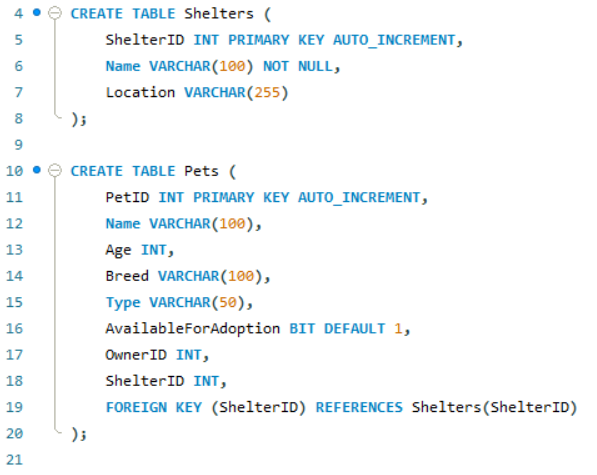 4 CREATE TABLE Shelters (
5 ShelterID INT PRIMARY KEY AUTO_INCREMENT,
6 Name VARCHAR(100) NOT NULL,
7 Location VARCHAR(255)
8 );
9
10 CREATE TABLE Pets (
11 PetID INT PRIMARY KEY AUTO_INCREMENT,
12 Name VARCHAR(100),
13 Age INT,
14 Breed VARCHAR(100),
15 Type VARCHAR(50),
16 AvailableForAdoption BIT DEFAULT 1,
17 OwnerID INT,
18 ShelterID INT,
19 FOREIGN KEY (ShelterID) REFERENCES Shelters(ShelterID)
20 );
21